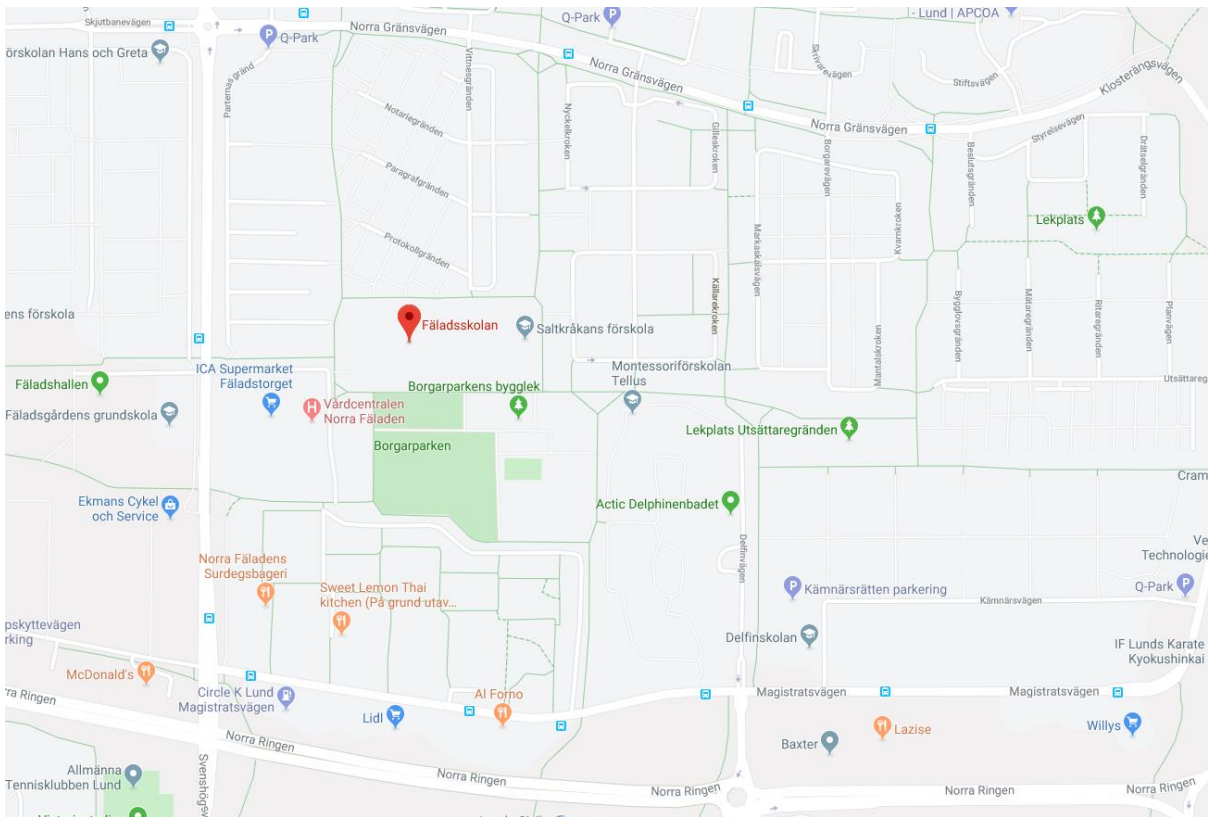 Skjutbanevägen
Q-Park
- Lund | APCOA
örskolan Hans och Greta
Q-Park
Norra Gränsvägen
Parternas gränd
Vittnesgränden
Norra Gränsvägen
Skrivarevägen
Stiftsvägen
Klosterängsvägen
Notariegränden
Nyckelkroken
Gilleskroken
Norra Gränsvägen
Borgarevägen
Beslutsgränden
Styrelsevägen
Drätselgränden
Paragrafgränden
Protokollgränden
Markaskälsvägen
Kvarnkroken
Lekplats
Källarekroken
Bygglovsgränden
Mätaregränden
Ritaregränden
Planvägen
ens förskola
Fäladsskolan
Saltkråkans förskola
Mantalskroken
ICA Supermarket
Fäladstorget
Montessoriförskolan
Tellus
Utsättareg
Fäladshallen
Borgarparkens bygglek
Fäladsgårdens grundskola
Vårdcentralen
Norra Fäladen
Lekplats Utsättaregränden
Borgarparken
Cram
Ekmans Cykel
och Service
Actic Delphinenbadet
Delfinvägen
Ve
Technologie
Norra Fäladens
Surdegsbageri
Sweet Lemon Thai
kitchen (På grund utav...
Kämnärsrätten parkering
Q-Park
Kämnärsvägen
pskyttevägen
rking
Delfinskolan
IF Lunds Karate
Kyokushinkai
McDonald's
Circle K Lund
Magistratsvägen
Al Forno
Magistratsvägen
Magistratsvägen
rra Ringen
Lidl
Lazise
Willys
Baxter
Norra Ringen
Svenshögsv
Allmänna
Tennisklubben Lund
Norra Ringen
Norra Ringen
Norra Ringen
Norra Ringen